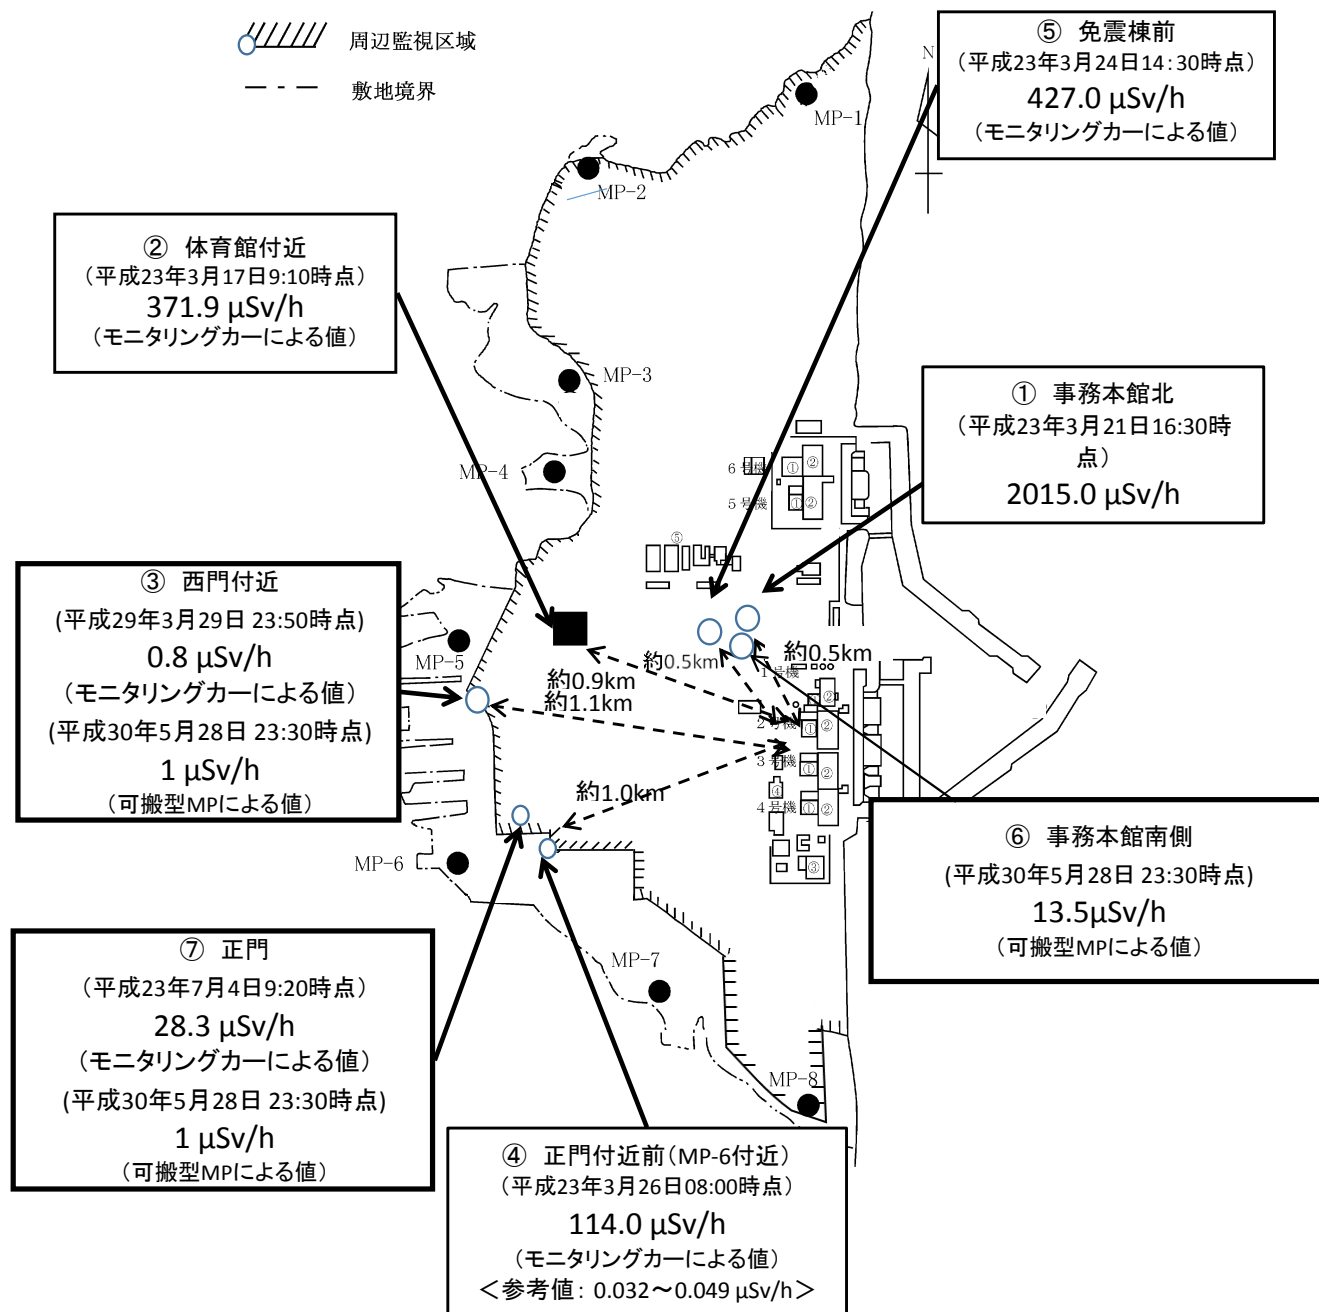 周辺監視区域
敷地境界
⑤ 免震棟前
（平成23年3月24日14：30時点）
427.0 µSv/h
（モニタリングカーによる値）
N
MP-1
MP-2
② 体育館付近
（平成23年3月17日9:10時点）
371.9 µSv/h
（モニタリングカーによる値）
MP-3
① 事務本館北
（平成23年3月21日16:30時
点）
2015.0 µSv/h
MP-4
６号機
① ②
５号機
① ②
⑤
③ 西門付近
(平成29年3月29日 23:50時点)
0.8 µSv/h
（モニタリングカーによる値）
(平成30年5月28日 23:30時点)
1 µSv/h
（可搬型MPによる値）
MP-5
約0.5km
約0.5km
約0.9km
約1.1km
１号機
②
２号機
① ②
３号機
① ②
④
約1.0km
４号機
① ②
③
MP-6
⑥ 事務本館南側
(平成30年5月28日 23:30時点)
13.5µSv/h
（可搬型MPによる値）
⑦ 正門
（平成23年7月4日9:20時点）
28.3 µSv/h
（モニタリングカーによる値）
(平成30年5月28日 23:30時点)
1 µSv/h
（可搬型MPによる値）
MP-7
MP-8
④ 正門付近前（MP-6付近）
（平成23年3月26日08:00時点）
114.0 µSv/h
（モニタリングカーによる値）
＜参考値： 0.032～0.049 µSv/h＞